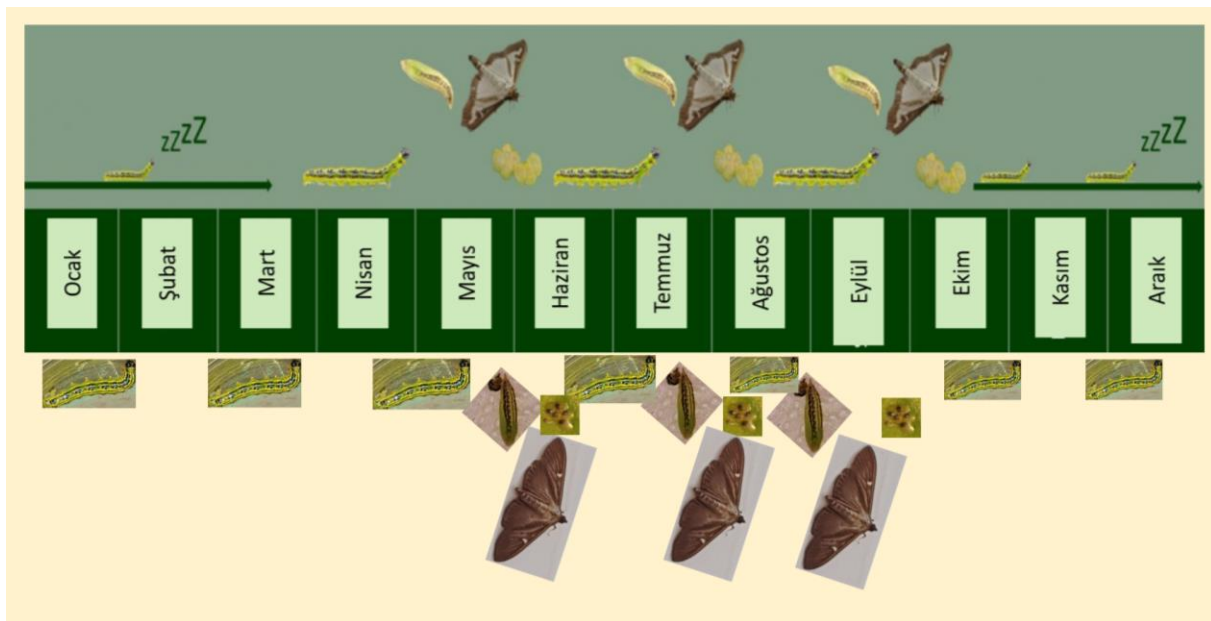 zzZZ
zzZZ
Ocak
Şubat
Mart
Nisan
Mayıs
Haziran
Temmuz
Ağustos
Eylül
Ekim
Kasım
Araık